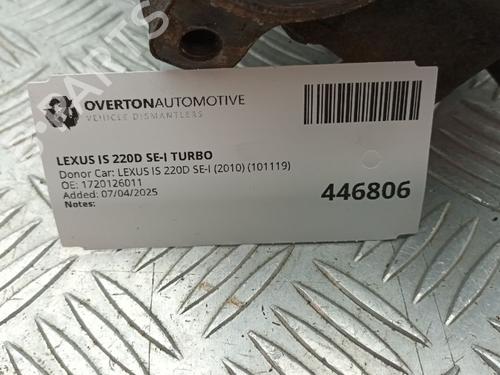 OVERTONAUTOMOTIVE
VEHICLE DISMANTLERS
LEXUS IS 220D SE-I TURBO
Donor Car: LEXUS IS 220D SE-I (2010) (101119)
OE: 1720126011
Added: 07/04/2025
Notes:
446806
PARTS